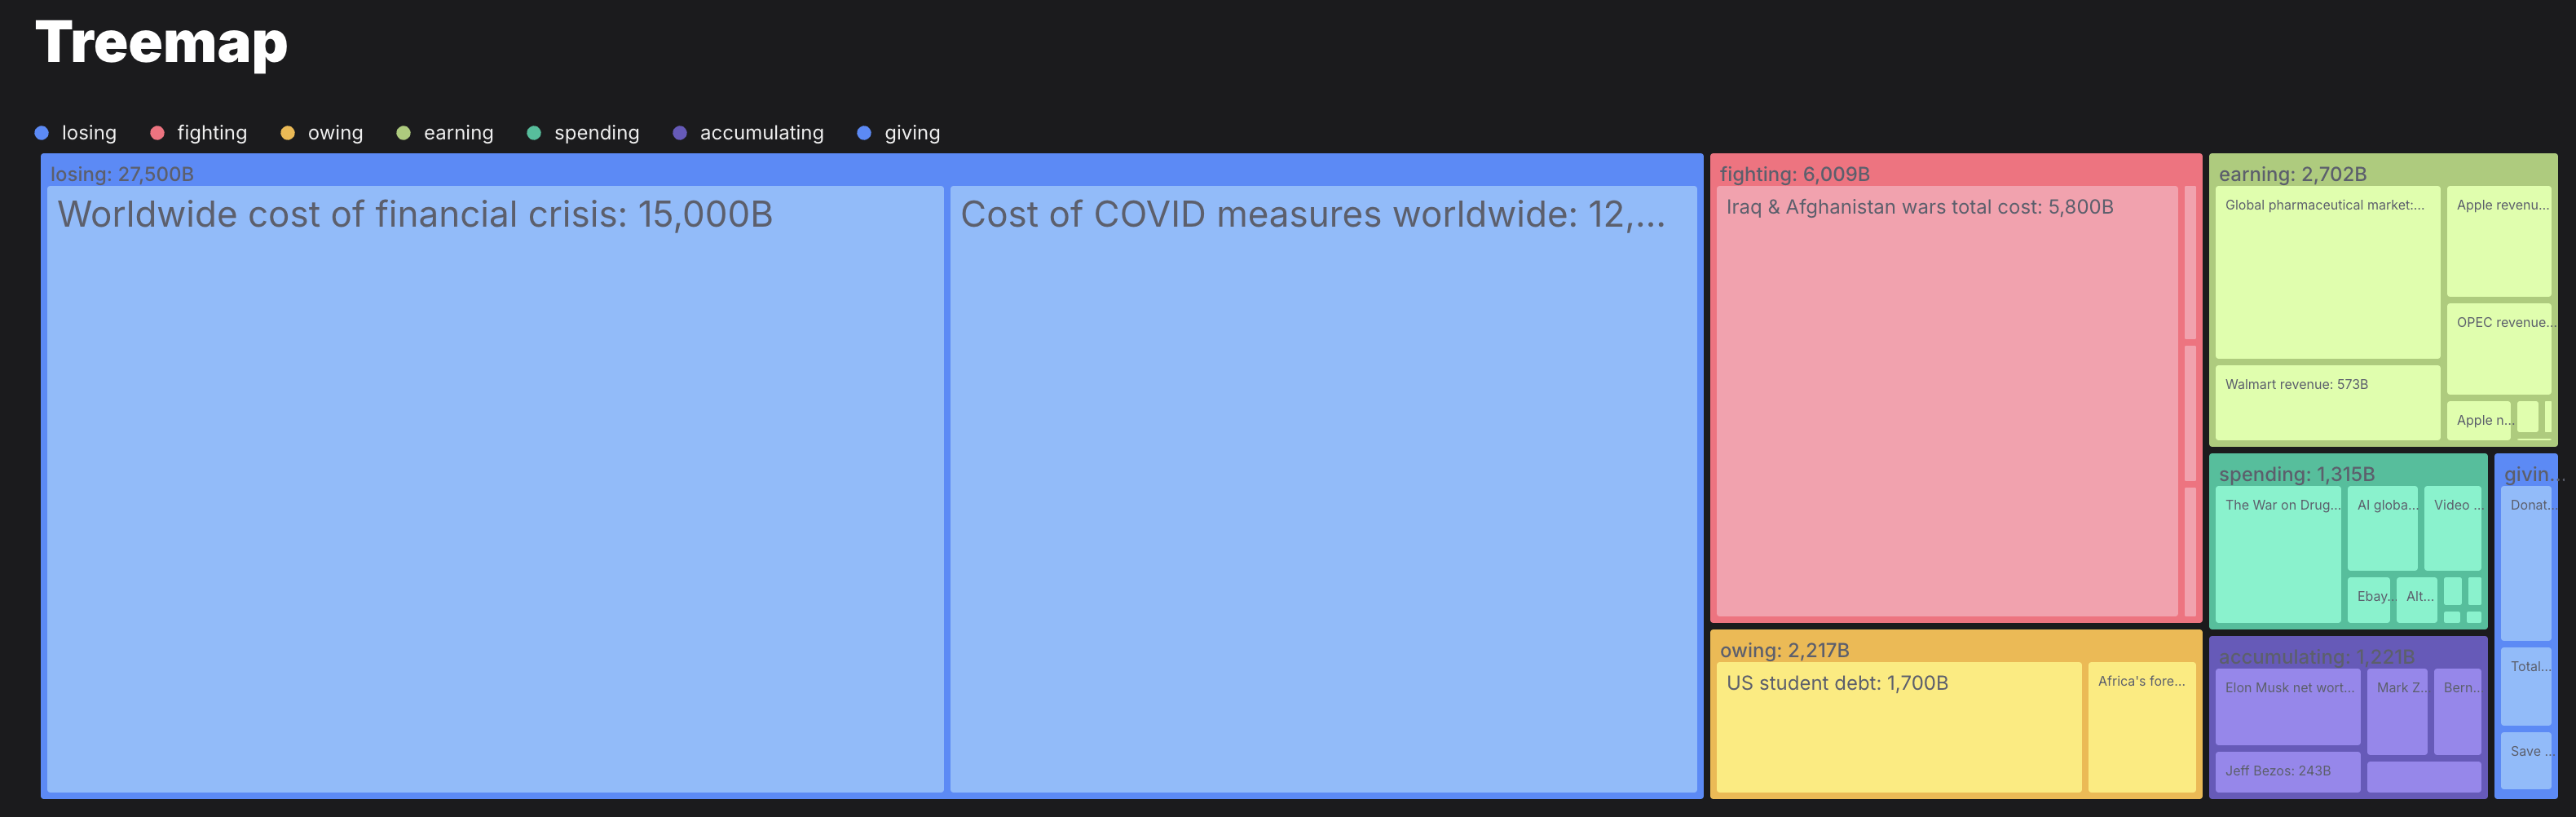 Treemap
losing
fighting
owing
earning
spending
accumulating
giving
losing: 27,500B
Worldwide cost of financial crisis: 15,000B
Cost of COVID measures worldwide: 12,...
fighting: 6,009B
Iraq & Afghanistan wars total cost: 5,800B
owing: 2,217B
US student debt: 1,700B
Africa's fore...
earning: 2,702B
Global pharmaceutical market:...
Apple revenu...
OPEC revenue...
Walmart revenue: 573B
Apple n...
spending: 1,315B
The War on Drug...
AI globa...
Video ...
Ebay...
Alt...
givin...
Donat...
Total...
Save ...
accumulating: 1,221B
Elon Musk net wort...
Mark Z...
Bern...
Jeff Bezos: 243B